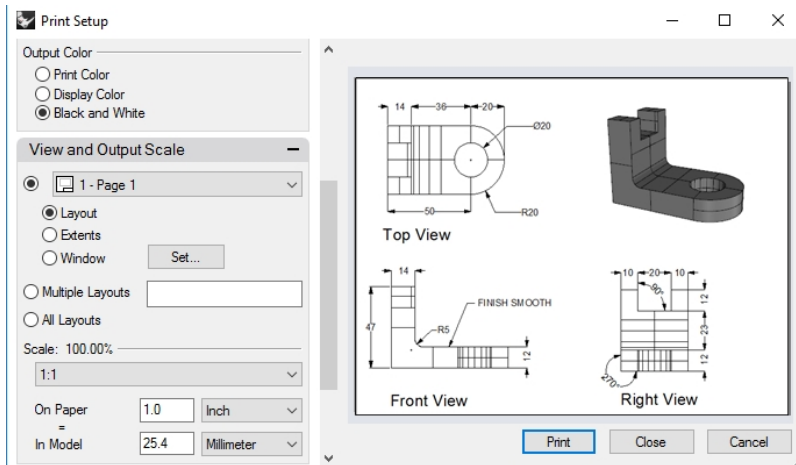 Print Setup
Output Color
Print Color
Display Color
Black and White
View and Output Scale
1 - Page 1
Layout
Extents
Window
Set...
Multiple Layouts
All Layouts
Scale: 100.00%
1:1
On Paper
1.0
Inch
=
In Model
25.4
Millimeter
14
36
20
Ø20
50
R20
Top View
14
47
R5
FINISH SMOOTH
12
Front View
10
20
10
90°
12
23
12
270°
Right View
Print
Close
Cancel